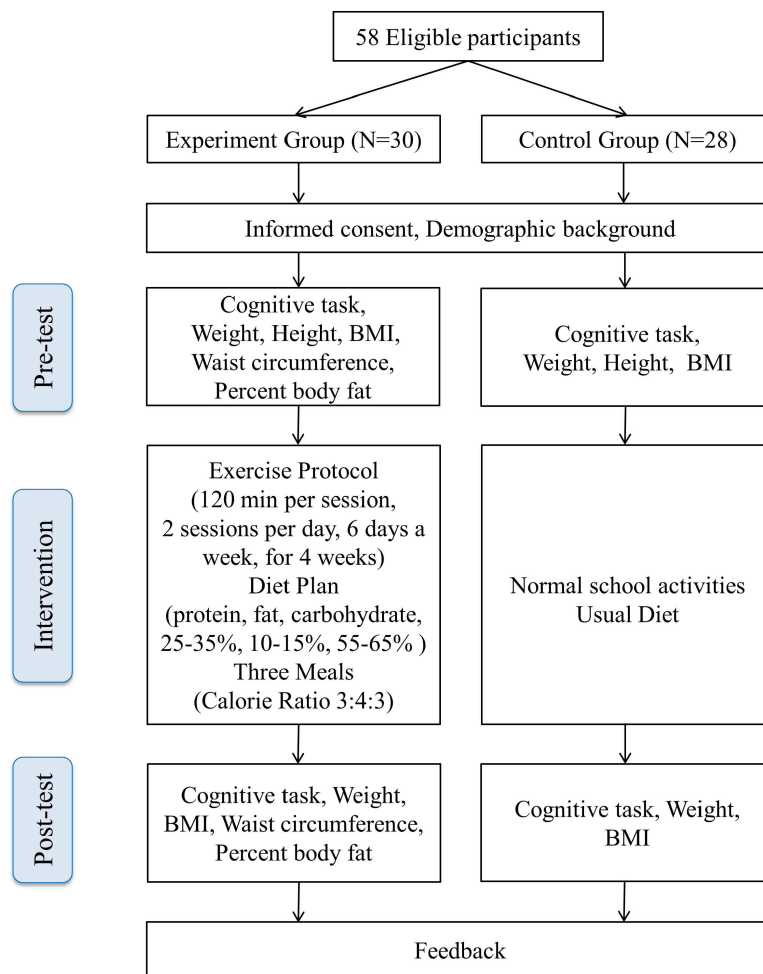 58 Eligible participants
Experiment Group (N=30)
Control Group (N=28)
Informed consent, Demographic background
Pre-test
Cognitive task,
Weight, Height, BMI,
Waist circumference,
Percent body fat
Cognitive task,
Weight, Height, BMI
Intervention
Exercise Protocol
(120 min per session,
2 sessions per day, 6 days a
week, for 4 weeks)
Diet Plan
(protein, fat, carbohydrate,
25-35%, 10-15%, 55-65% )
Three Meals
(Calorie Ratio 3:4:3)
Normal school activities
Usual Diet
Post-test
Cognitive task, Weight,
BMI, Waist circumference,
Percent body fat
Cognitive task, Weight,
BMI
Feedback